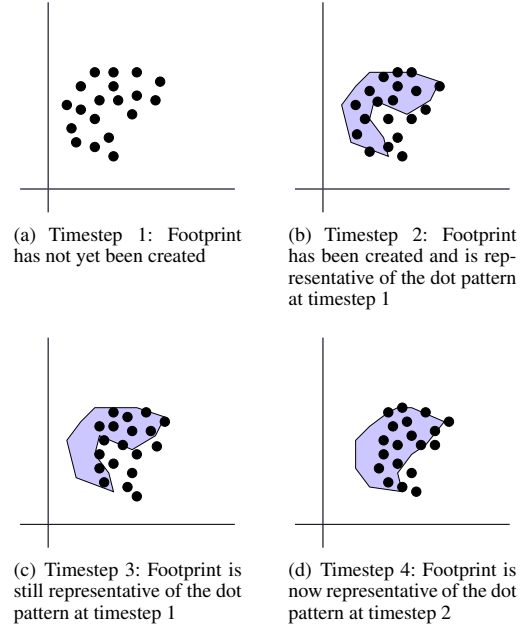 (a) Timestep 1: Footprint
has not yet been created
(b) Timestep 2: Footprint
has been created and is rep-
resentative of the dot pattern
at timestep 1
(c) Timestep 3: Footprint is
still representative of the dot
pattern at timestep 1
(d) Timestep 4: Footprint is
now representative of the dot
pattern at timestep 2